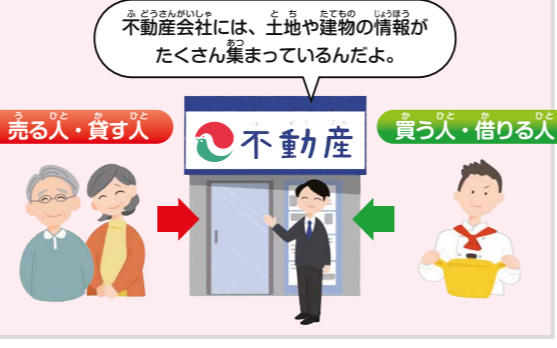 不動産会社には、土地や建物の情報が
たくさん集まっているんだよ。
売る人・貸す人
不動産
買う人・借りる人